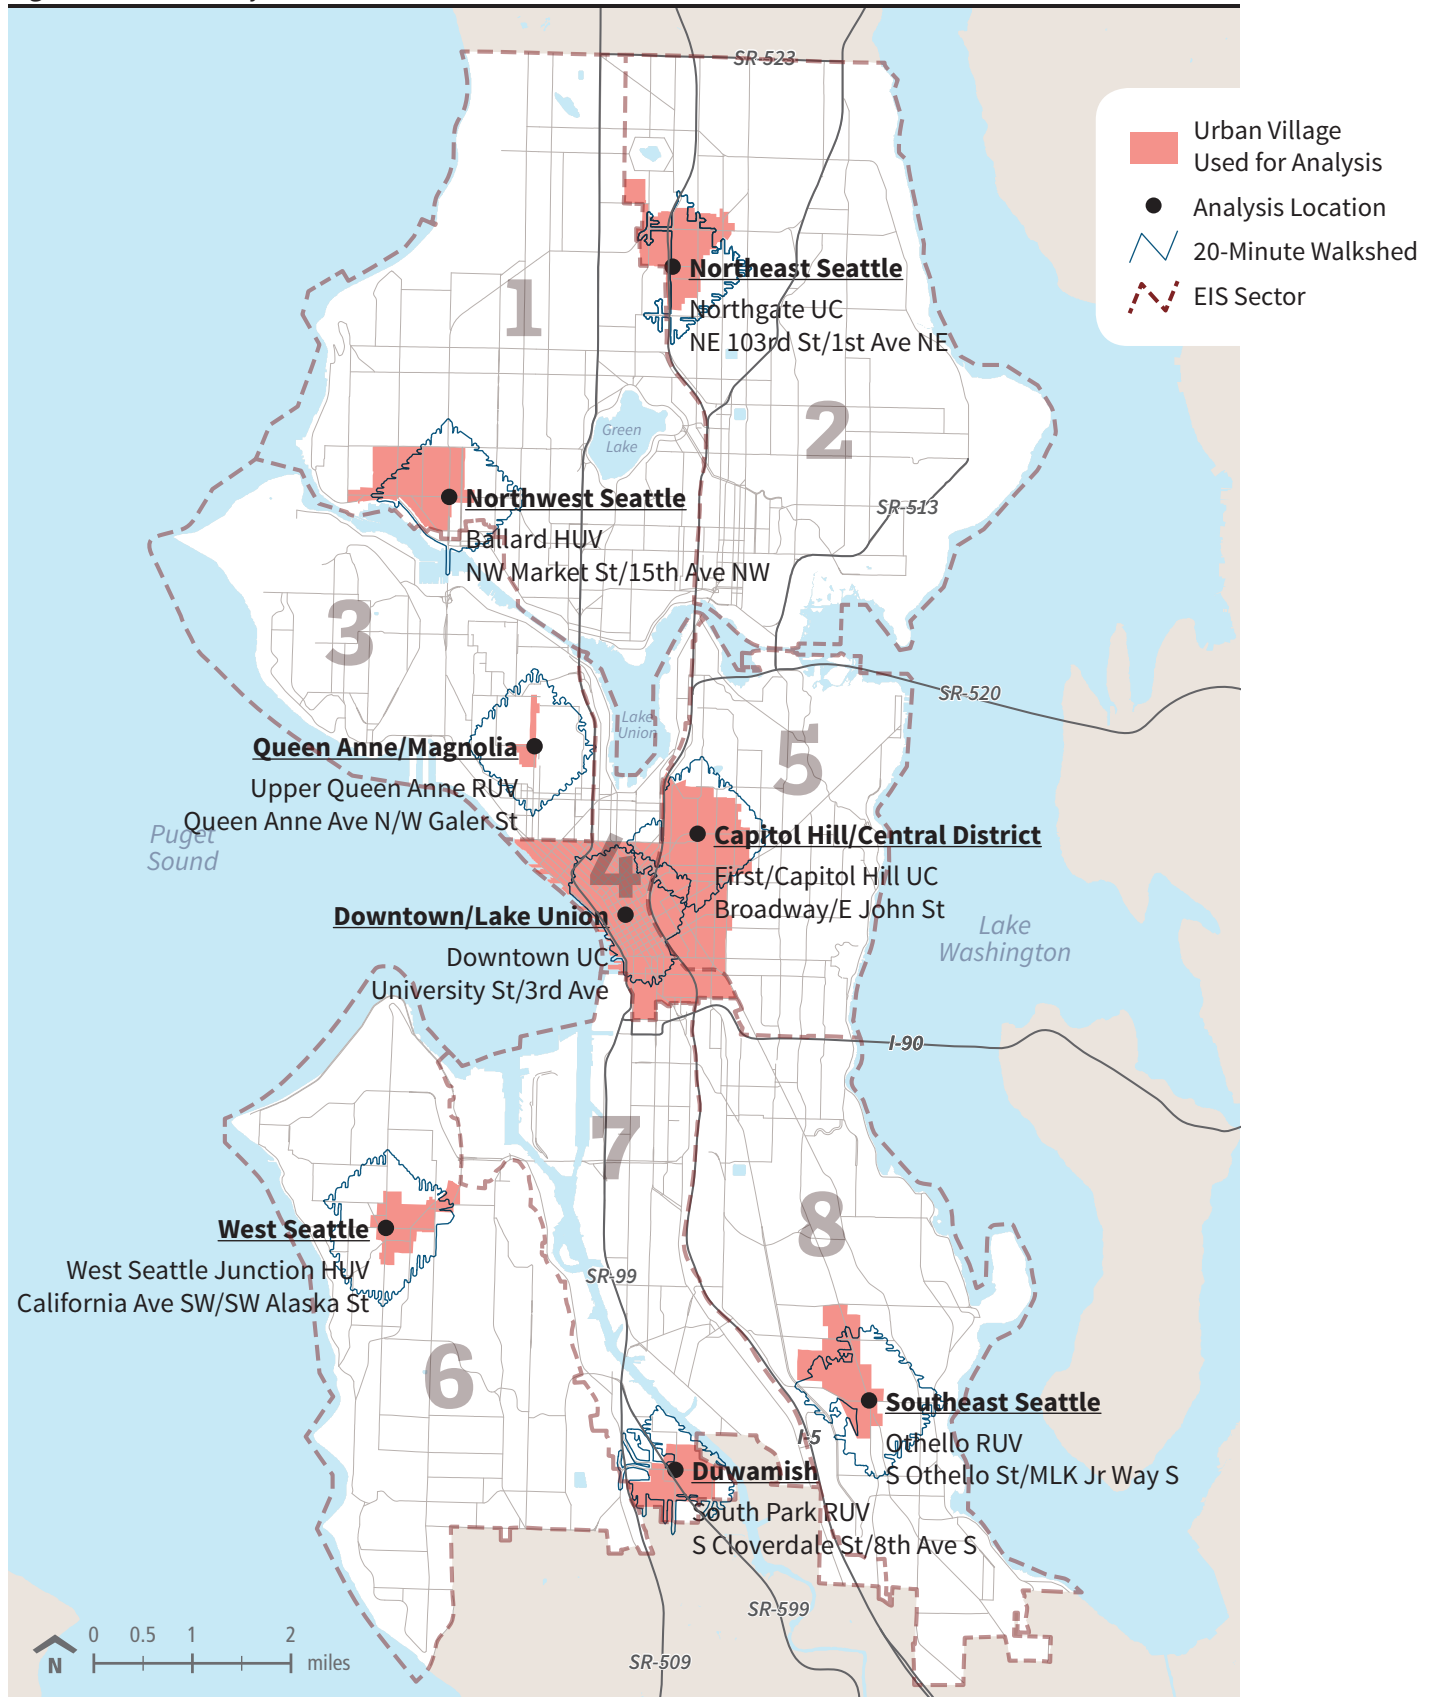 SR-523
Urban Village
Used for Analysis
Analysis Location
20-Minute Walkshed
EIS Sector
Northeast Seattle
Northgate UC
NE 103rd St/1st Ave NE
1
2
Green
Lake
Northwest Seattle
Ballard HUV
NW Market St/15th Ave NW
SR-513
3
SR-520
Lake
Union
Queen Anne/Magnolia
Upper Queen Anne RUV
Queen Anne Ave N/W Galer St
5
Puget
Sound
Capitol Hill/Central District
First/Capitol Hill UC
Broadway/E John St
4
Downtown/Lake Union
Downtown UC
University St/3rd Ave
Lake
Washington
I-90
7
8
West Seattle
West Seattle Junction HUV
California Ave SW/SW Alaska St
SR-99
6
Southeast Seattle
Othello RUV
S Othello St/MLK Jr Way S
I-5
Duwamish
South Park RUV
S Cloverdale St/8th Ave S
SR-599
SR-509
N
0 0.5 1 2
miles